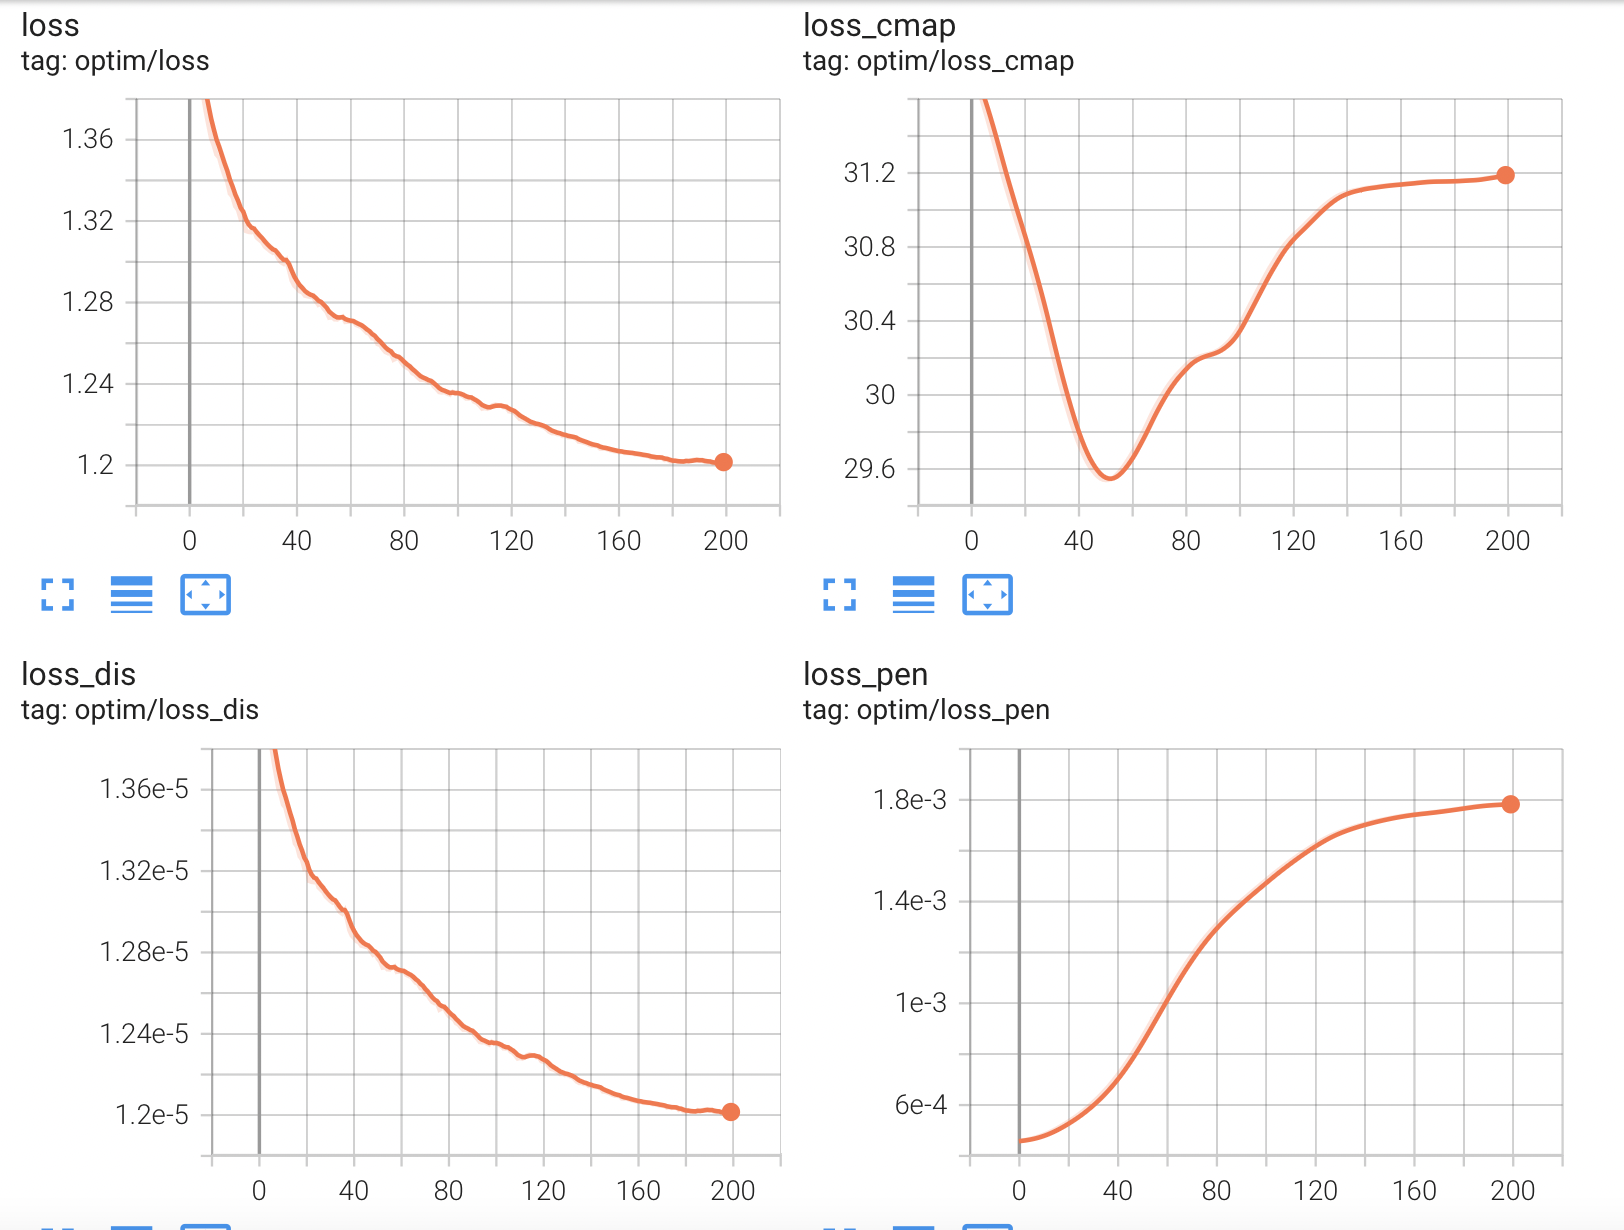 loss
tag: optim/loss
1.36
1.32
1.28
1.24
1.2
0 40 80 120 160 200
loss_cmap
tag: optim/loss_cmap
31.2
30.8
30.4
30
29.6
0 40 80 120 160 200
loss_dis
tag: optim/loss_dis
1.36e-5
1.32e-5
1.28e-5
1.24e-5
1.2e-5
0 40 80 120 160 200
loss_pen
tag: optim/loss_pen
1.8e-3
1.4e-3
1e-3
6e-4
0 40 80 120 160 200